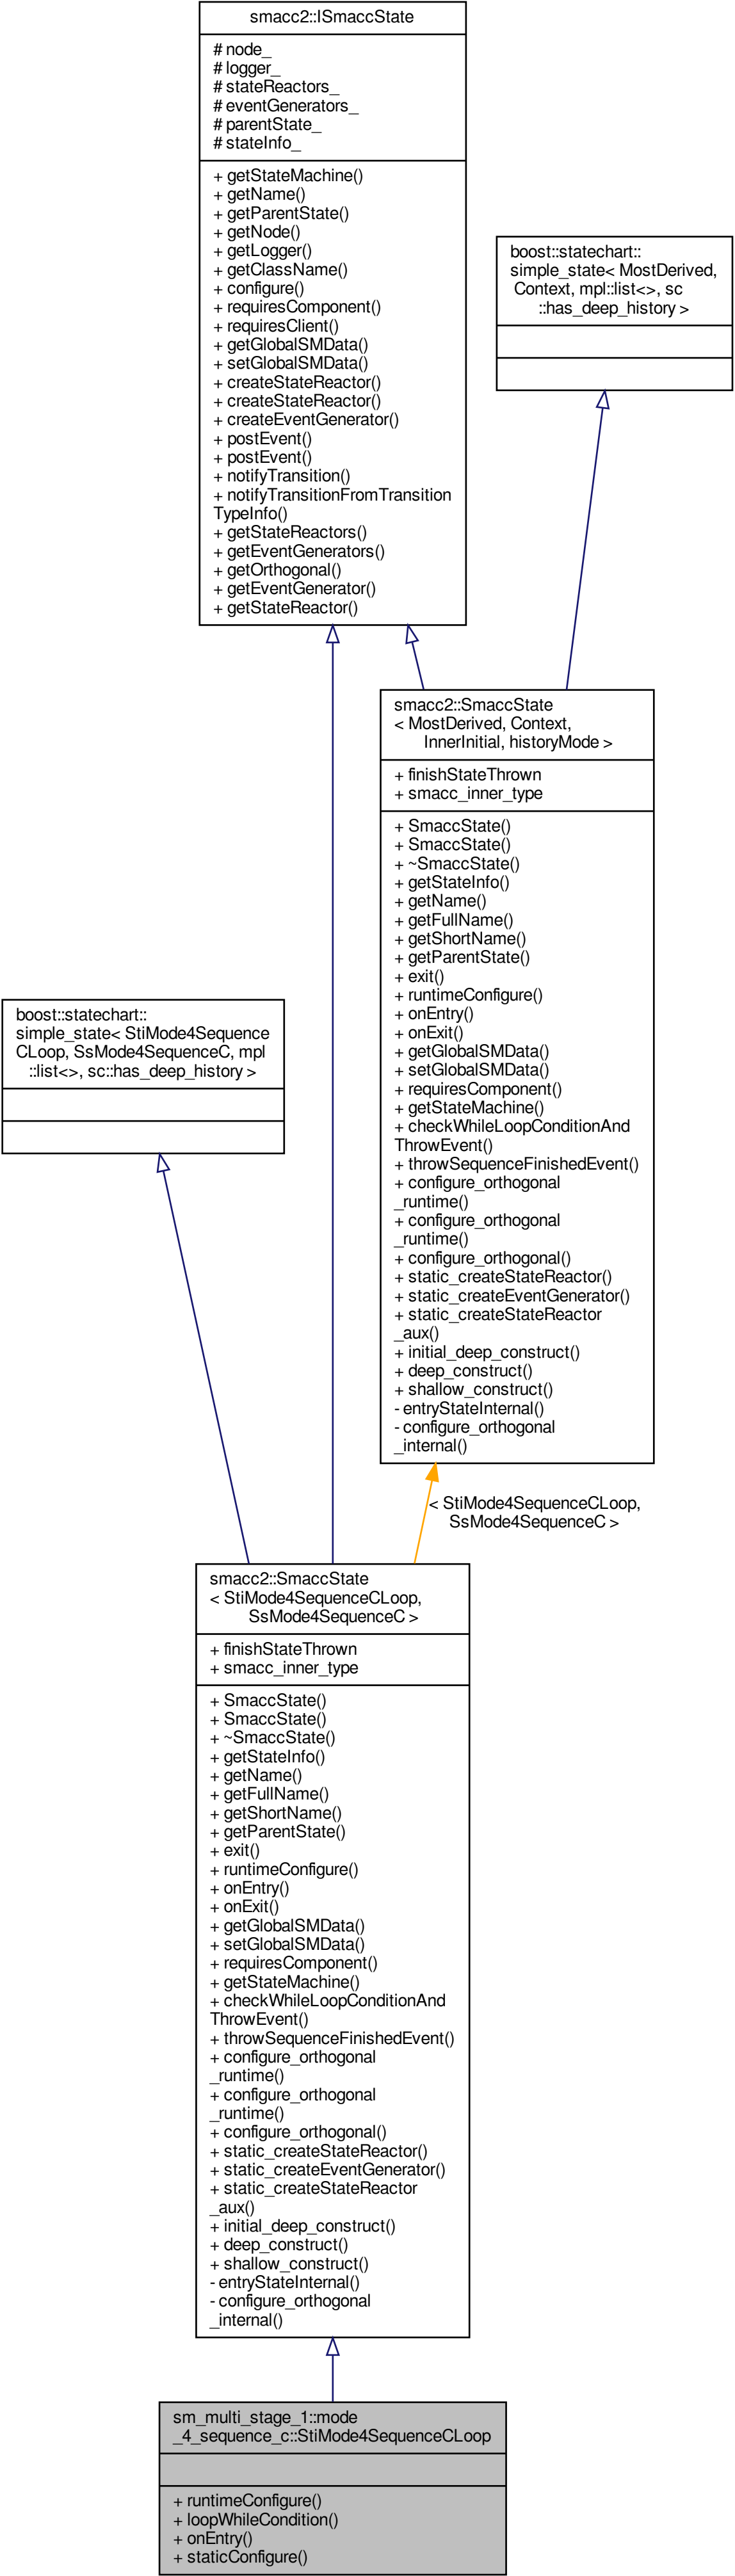 smacc2::ISmaccState
# node_
# logger_
# stateReactors_
# eventGenerators_
# parentState_
# stateInfo_
+ getStateMachine()
+ getName()
+ getParentState()
+ getNode()
+ getLogger()
+ getClassName()
+ configure()
+ requiresComponent()
+ requiresClient()
+ getGlobalSMData()
+ setGlobalSMData()
+ createStateReactor()
+ createStateReactor()
+ createEventGenerator()
+ postEvent()
+ postEvent()
+ notifyTransition()
+ notifyTransitionFromTransition
TypeInfo()
+ getStateReactors()
+ getEventGenerators()
+ getOrthogonal()
+ getEventGenerator()
+ getStateReactor()
boost::statechart::
simple_state< MostDerived,
Context, mpl::list<>, sc
::has_deep_history >
smacc2::SmaccState
< MostDerived, Context,
InnerInitial, historyMode >
+ finishStateThrown
+ smacc_inner_type
+ SmaccState()
+ SmaccState()
+ ~SmaccState()
+ getStateInfo()
+ getName()
+ getFullName()
+ getShortName()
+ getParentState()
+ exit()
+ runtimeConfigure()
+ onEntry()
+ onExit()
+ getGlobalSMData()
+ setGlobalSMData()
+ requiresComponent()
+ getStateMachine()
+ checkWhileLoopConditionAnd
ThrowEvent()
+ throwSequenceFinishedEvent()
+ configure_orthogonal
_runtime()
+ configure_orthogonal
_runtime()
+ configure_orthogonal()
+ static_createStateReactor()
+ static_createEventGenerator()
+ static_createStateReactor
_aux()
+ initial_deep_construct()
+ deep_construct()
+ shallow_construct()
- entryStateInternal()
- configure_orthogonal
_internal()
boost::statechart::
simple_state< StiMode4Sequence
CLoop, SsMode4SequenceC, mpl
::list<>, sc::has_deep_history >
< StiMode4SequenceCLoop,
SsMode4SequenceC >
smacc2::SmaccState
< StiMode4SequenceCLoop,
SsMode4SequenceC >
+ finishStateThrown
+ smacc_inner_type
+ SmaccState()
+ SmaccState()
+ ~SmaccState()
+ getStateInfo()
+ getName()
+ getFullName()
+ getShortName()
+ getParentState()
+ exit()
+ runtimeConfigure()
+ onEntry()
+ onExit()
+ getGlobalSMData()
+ setGlobalSMData()
+ requiresComponent()
+ getStateMachine()
+ checkWhileLoopConditionAnd
ThrowEvent()
+ throwSequenceFinishedEvent()
+ configure_orthogonal
_runtime()
+ configure_orthogonal
_runtime()
+ configure_orthogonal()
+ static_createStateReactor()
+ static_createEventGenerator()
+ static_createStateReactor
_aux()
+ initial_deep_construct()
+ deep_construct()
+ shallow_construct()
- entryStateInternal()
- configure_orthogonal
_internal()
sm_multi_stage_1::mode
_4_sequence_c::StiMode4SequenceCLoop
+ runtimeConfigure()
+ loopWhileCondition()
+ onEntry()
+ staticConfigure()